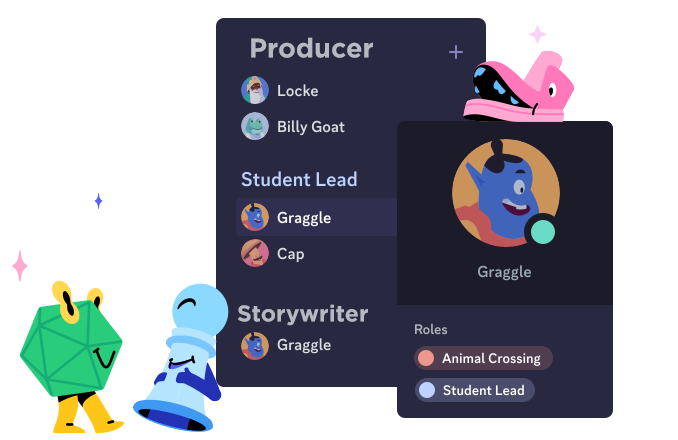 Producer
+
Locke
Billy Goat
Student Lead
Graggle
Cap
Storywriter
Graggle
Graggle
Roles
Animal Crossing
Student Lead